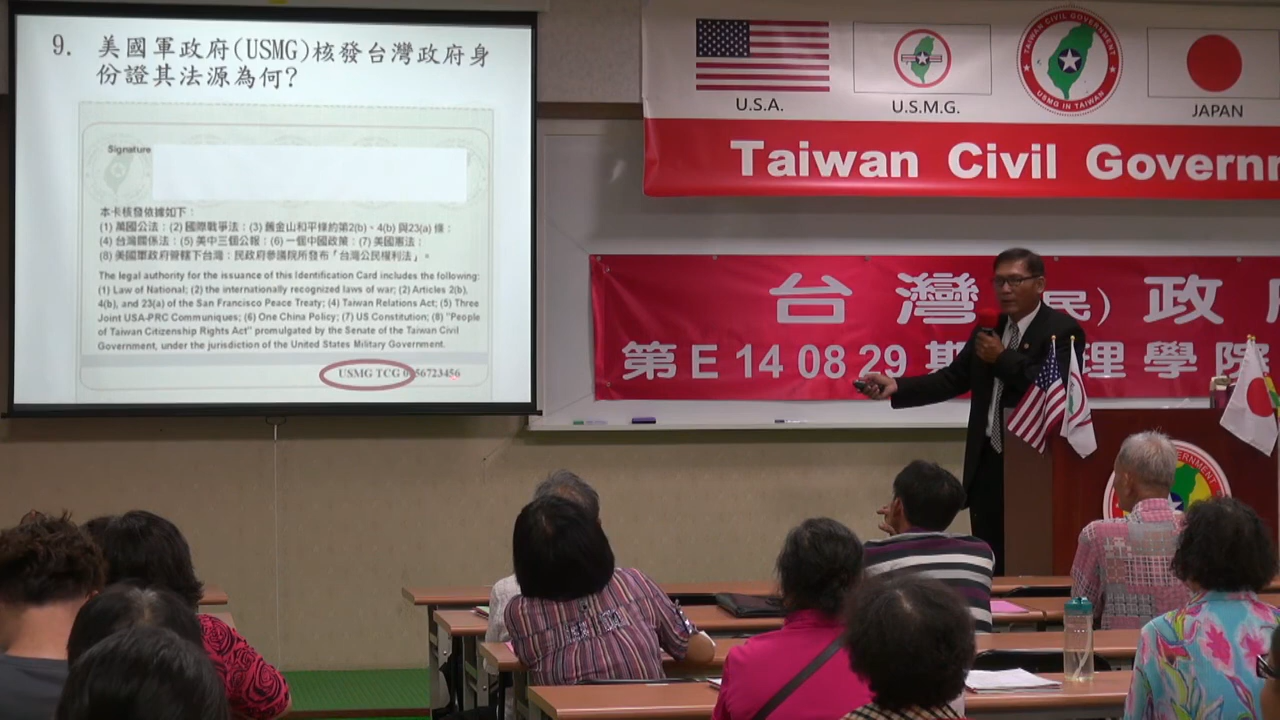 9. 美國軍政府(USMG)核發台灣政府身
份證其法源為何?
Signature
本卡核發依據如下：
(1) 萬國公法；(2) 國際戰爭法；(3) 舊金山和平條約第2(b)、4(b) 與23(a) 條；
(4) 台灣關係法；(5) 美中三個公報；(6) 一個中國政策；(7) 美國憲法；
(8) 美國軍政府管轄下台灣：民政府參議院所發布「台灣公民權利法」。
The legal authority for the issuance of this Identification Card includes the following:
(1) Law of National; (2) the internationally recognized laws of war; (2) Articles 2(b),
4(b), and 23(a) of the San Francisco Peace Treaty; (4) Taiwan Relations Act; (5) Three
Joint USA-PRC Communiques; (6) One China Policy; (7) US Constitution; (8) "People
of Taiwan Citizenship Rights Act" promulgated by the Senate of the Taiwan Civil
Government, under the jurisdiction of the United States Military Government.
USMG TCG 0956723456
U.S.A.
U.S.M.G.
TAIWAN CIVIL GOVERNMENT
USMG IN TAIWAN
JAPAN
Taiwan Civil Governm
台灣 民) 政
第E 14 08 29 期 理學院